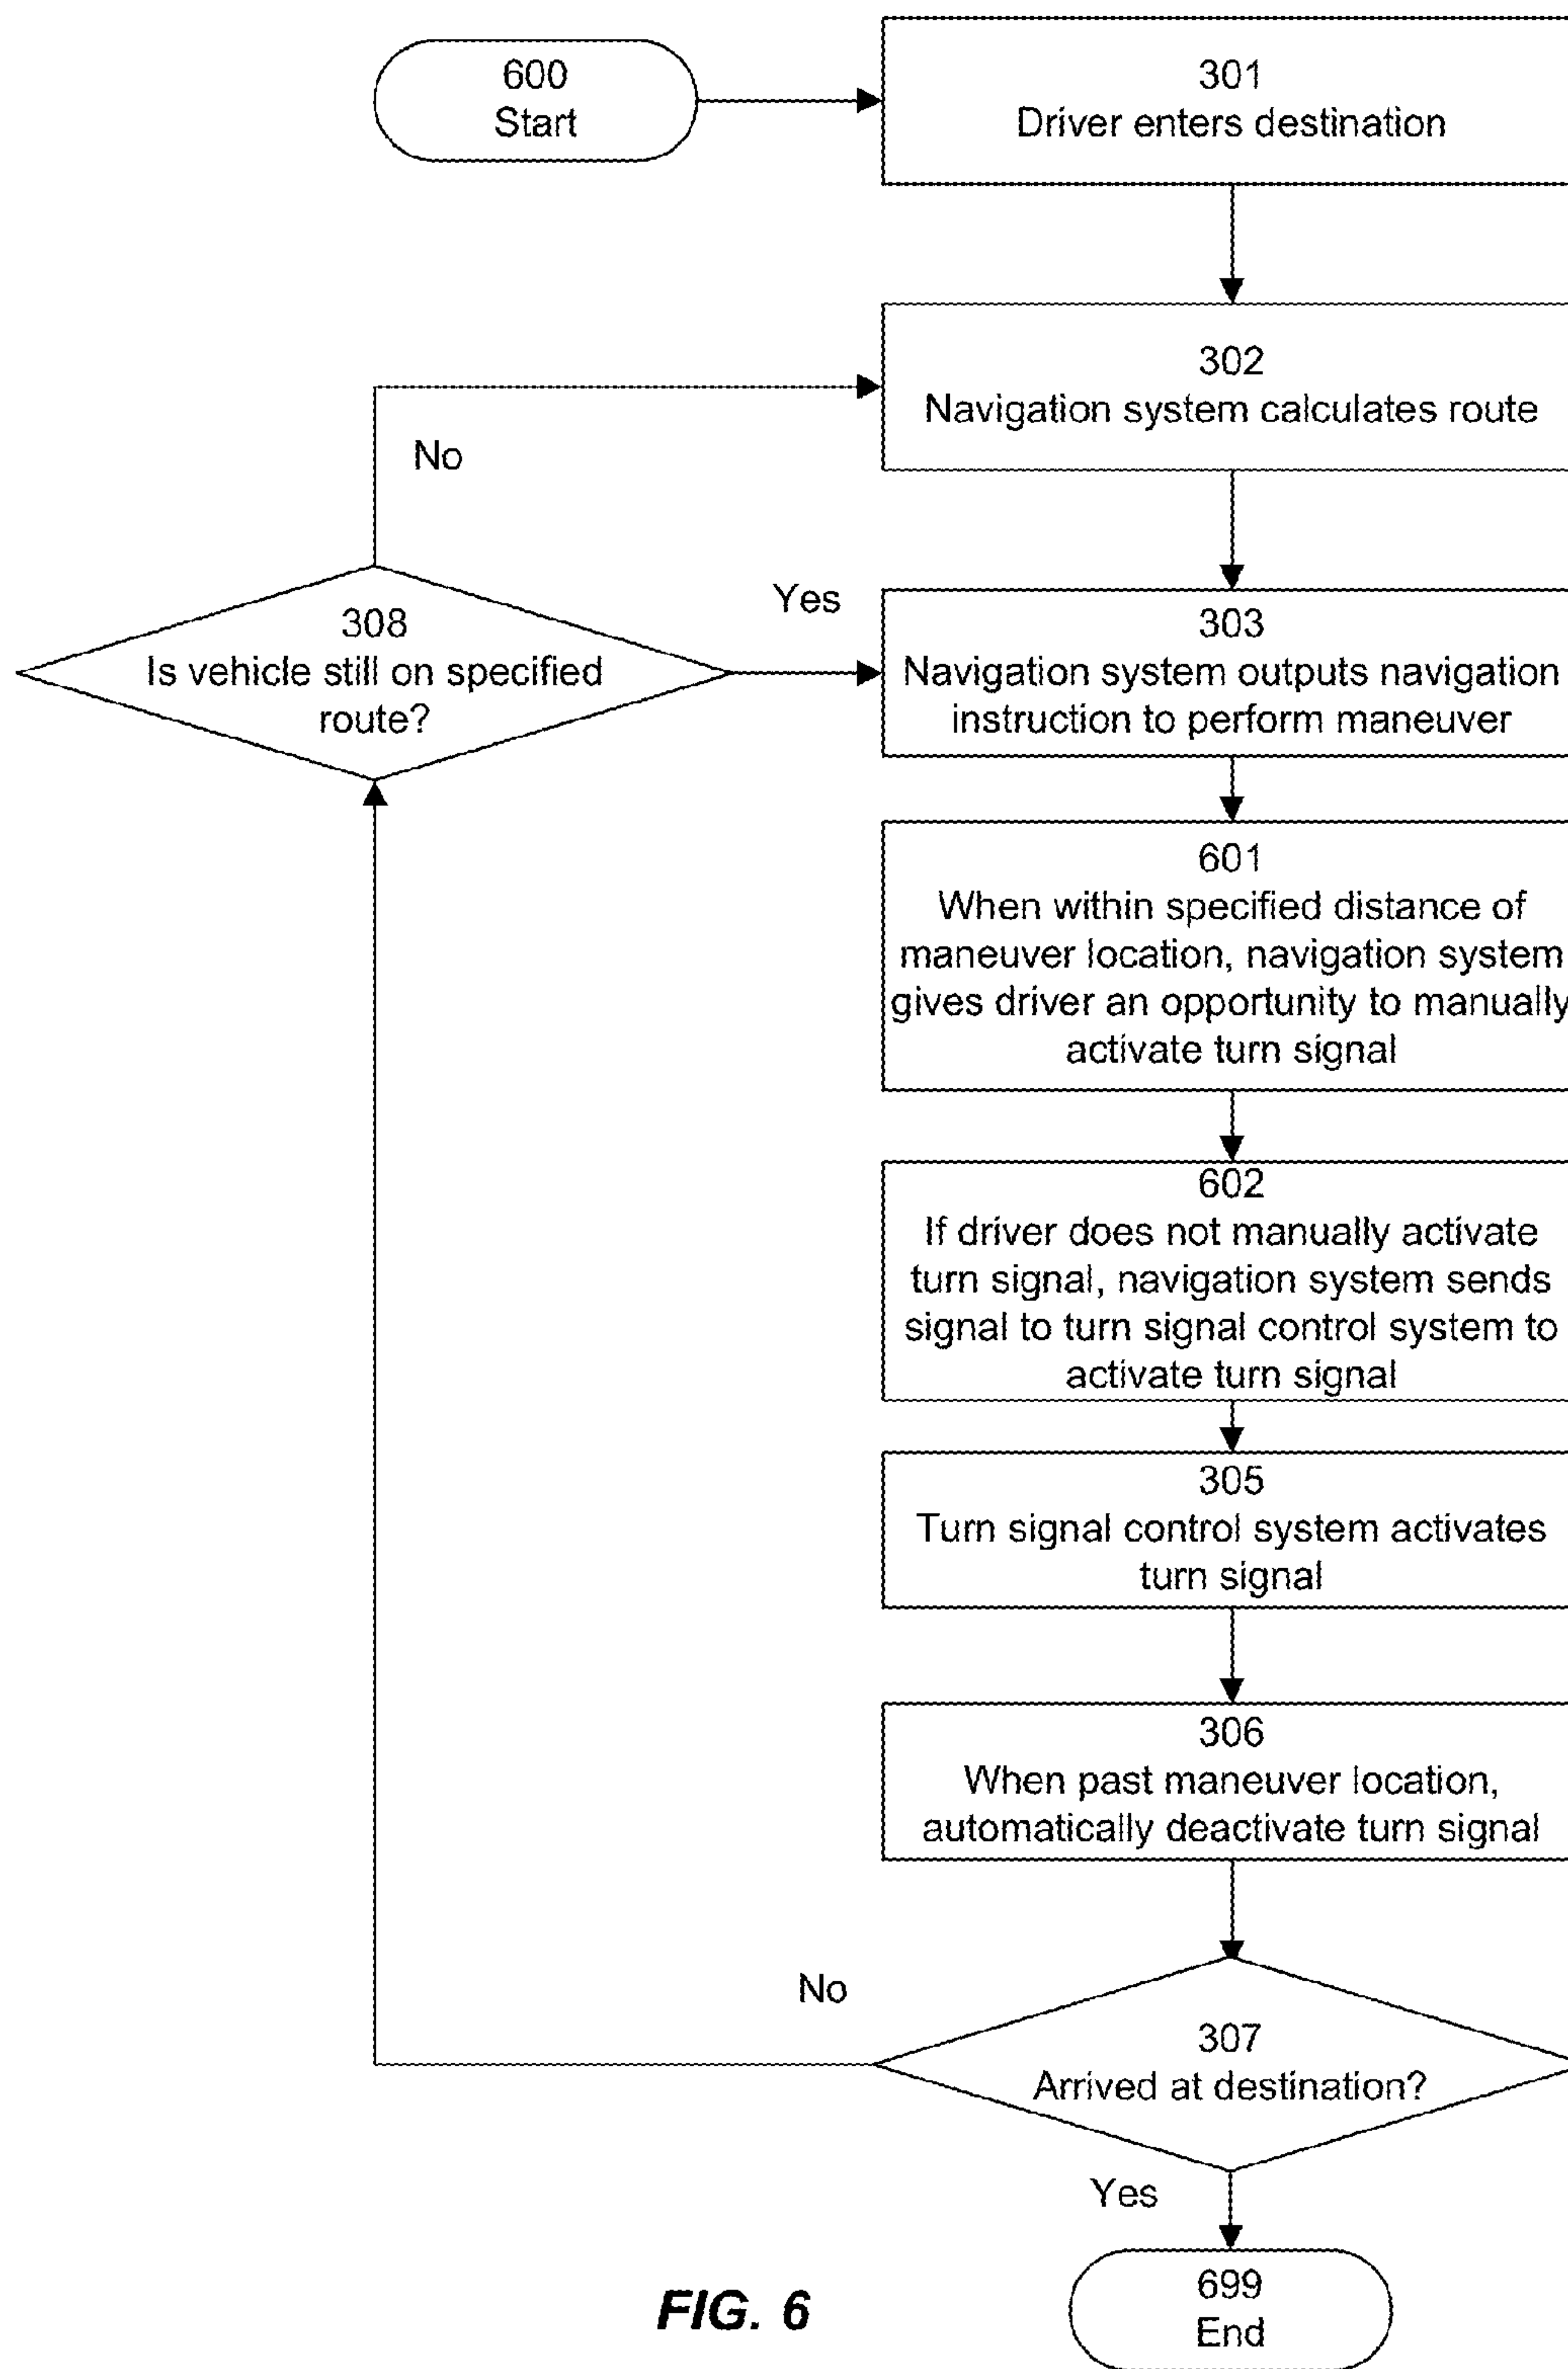 600
Start
301
Driver enters destination
302
Navigation system calculates route
No
308
Is vehicle still on specified
route?
Yes
303
Navigation system outputs navigation
instruction to perform maneuver
601
When within specified distance of
maneuver location, navigation system
gives driver an opportunity to manually
activate turn signal
602
If driver does not manually activate
turn signal, navigation system sends
signal to turn signal control system to
activate turn signal
305
Turn signal control system activates
turn signal
306
When past maneuver location,
automatically deactivate turn signal
No
307
Arrived at destination?
Yes
699
End
FIG. 6